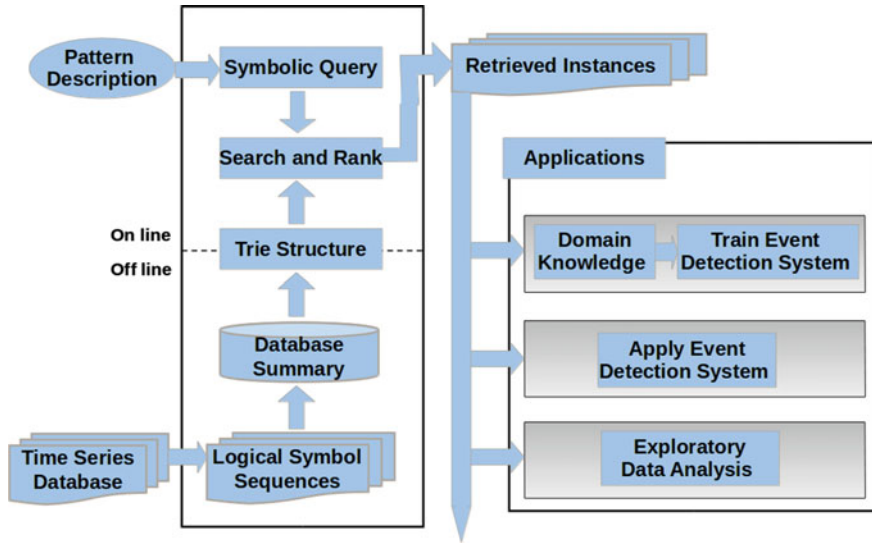 Pattern
Description
Symbolic Query
Retrieved Instances
Search and Rank
Applications
On line
Off line
Trie Structure
Domain
Knowledge
Train Event
Detection System
Database
Summary
Apply Event
Detection System
Time Series
Database
Logical Symbol
Sequences
Exploratory
Data Analysis